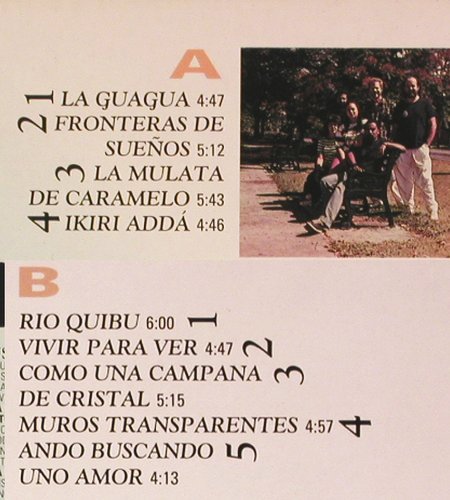 A
1 LA GUAGUA 4:47
2 FRONTERAS DE
SUEÑOS 5:12
3 LA MULATA
DE CARAMELO 5:43
4 IKIRI ADDÁ 4:46
B
RIO QUIBU 6:00 1
VIVIR PARA VER 4:47 2
COMO UNA CAMPANA 3
DE CRISTAL 5:15
MUROS TRANSPARENTES 4:57 4
ANDO BUSCANDO 5
UNO AMOR 4:13